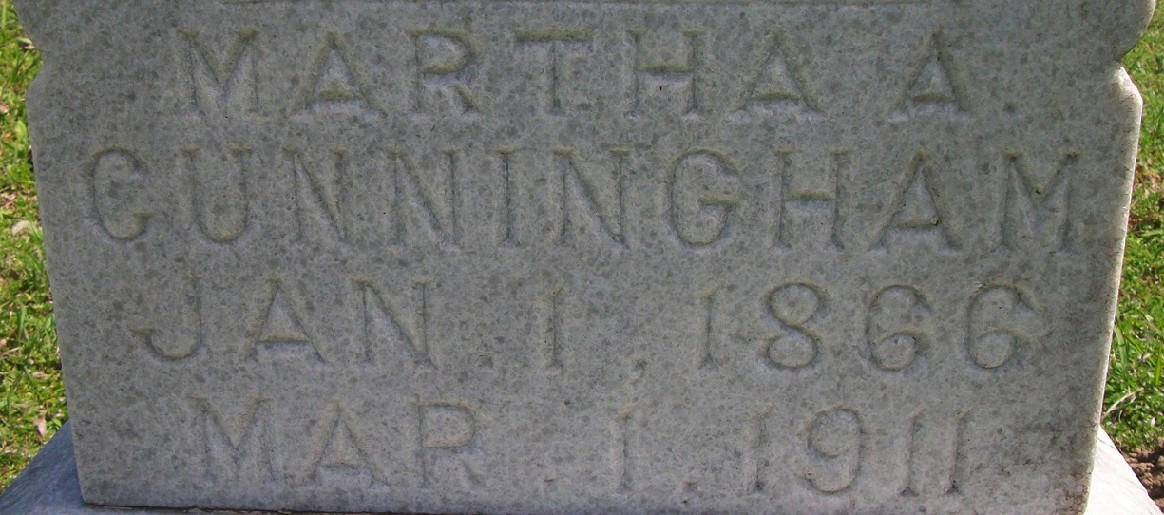 MARTHA A.
CUNNINGHAM
JAN. 1, 1866
MAR. 1, 1911